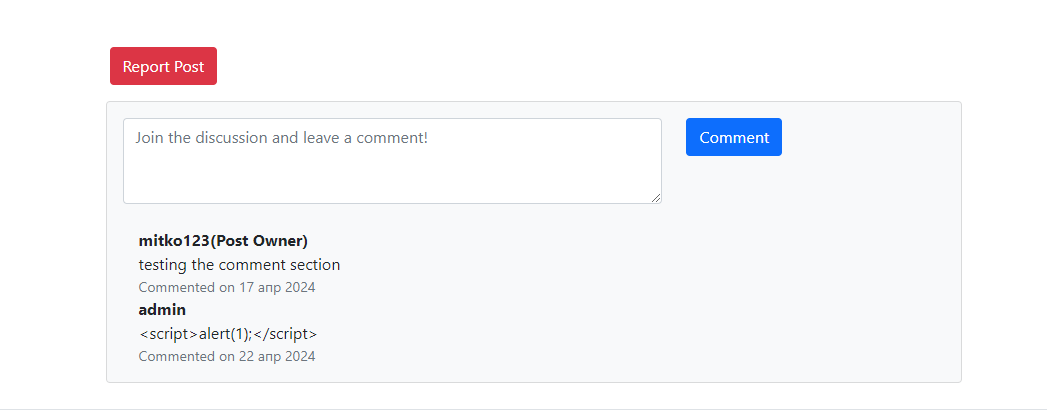 Report Post
Join the discussion and leave a comment!
Comment
mitko123(Post Owner)
testing the comment section
Commented on 17 апр 2024
admin
<script>alert(1);</script>
Commented on 22 апр 2024